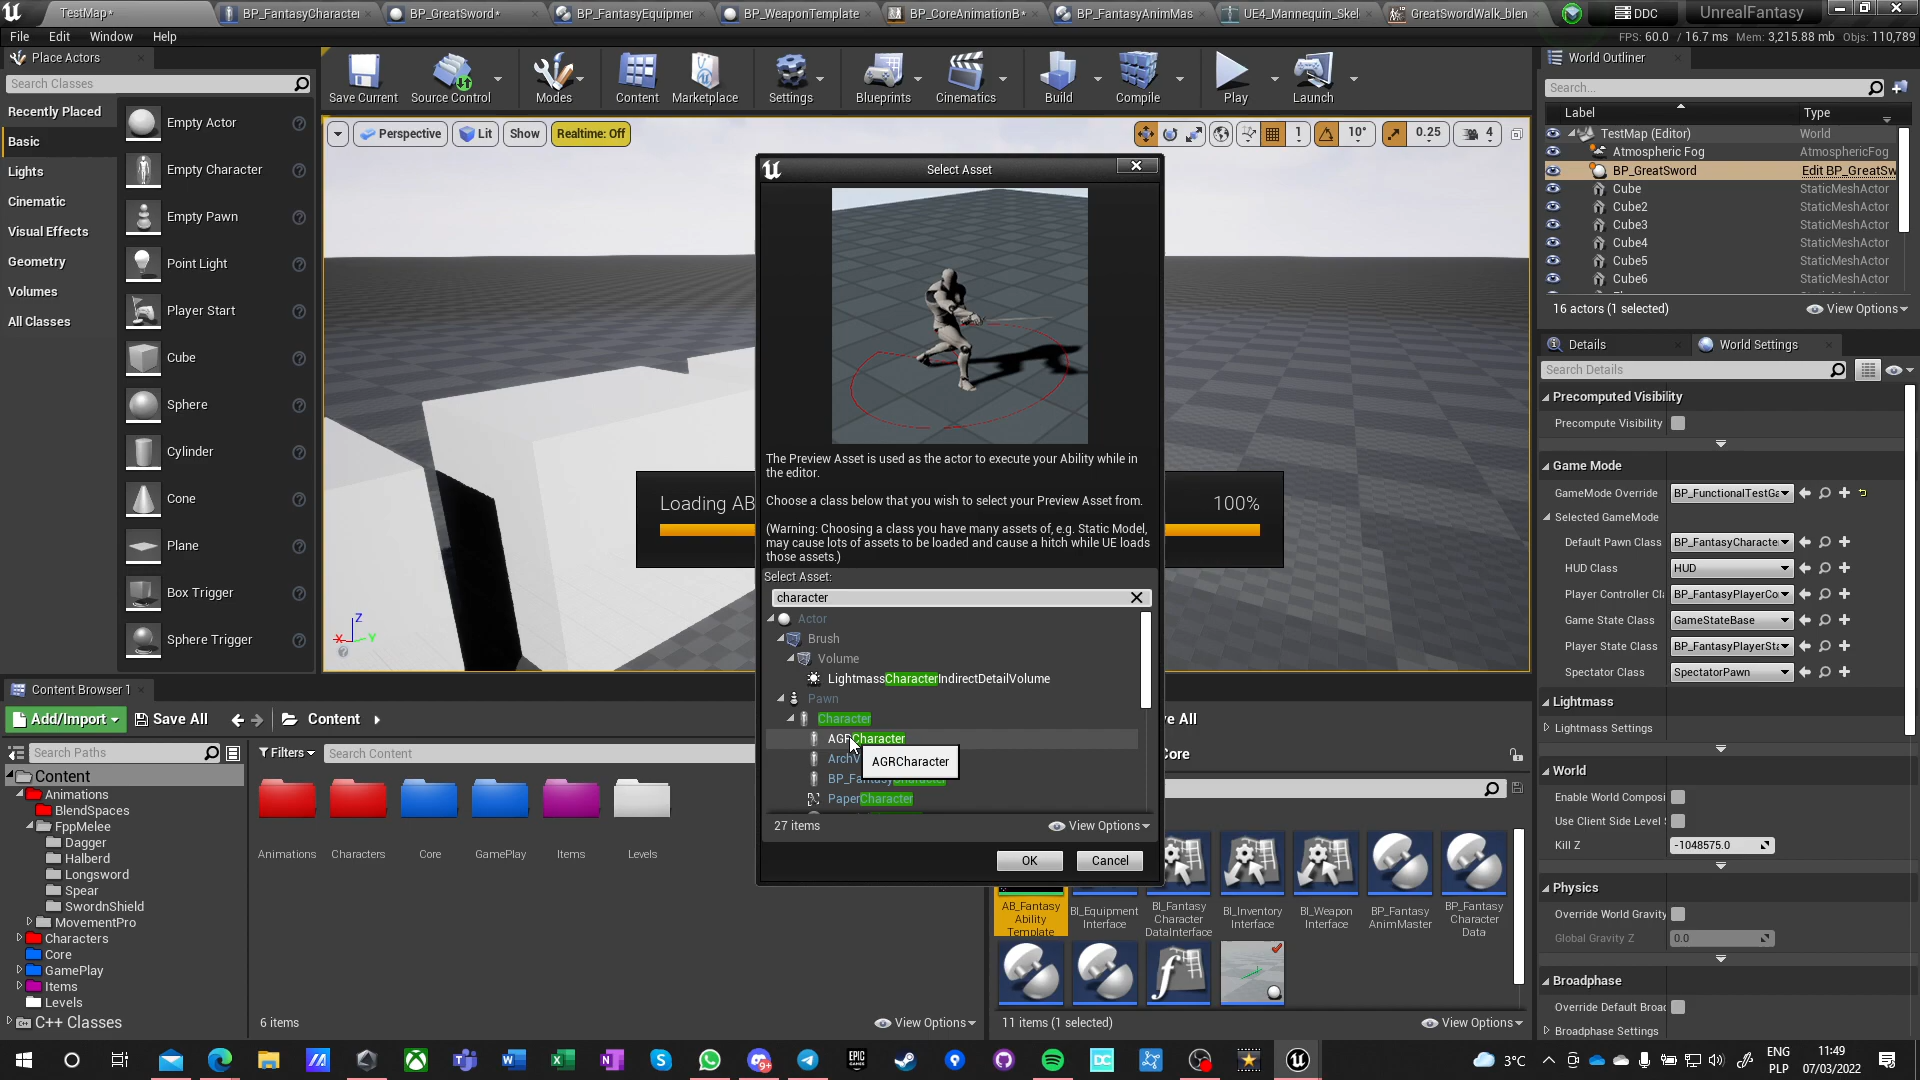 TestMap*
BP_FantasyCharacter
BP_GreatSword*
BP_FantasyEquipmen
BP_WeaponTemplate
BP_CoreAnimationB*
BP_FantasyAnimMas
UE4_Mannequin_Skel
GreatSwordWalk_blen
DDC
UnrealFantasy
File Edit Window Help
FPS: 60.0 / 16.7 ms Mem: 3,215.88 mb Objs: 110,789
Place Actors
Search Classes
Recently Placed
Basic
Lights
Cinematic
Visual Effects
Geometry
Volumes
All Classes
Empty Actor
Empty Character
Empty Pawn
Point Light
Player Start
Cube
Sphere
Cylinder
Cone
Plane
Box Trigger
Sphere Trigger
Save Current
Source Control
Modes
Content
Marketplace
Settings
Blueprints
Cinematics
Build
Compile
Play
Launch
Perspective
Lit
Show
Realtime: Off
1
10°
0.25
4
Loading AB
100%
Z
X
Y
Select Asset
The Preview Asset is used as the actor to execute your Ability while in
the editor.
Choose a class below that you wish to select your Preview Asset from.
(Warning: Choosing a class you have many assets of, e.g. Static Model,
may cause lots of assets to be loaded and cause a hitch while UE loads
those assets.)
Select Asset:
character
Actor
Brush
Volume
LightmassCharacterIndirectDetailVolume
Pawn
Character
AGRCharacter
ArchV
AGRCharacter
BP_FantasyCharacter
PaperCharacter
27 items
View Options
OK
Cancel
World Outliner
Search...
Label Type
TestMap (Editor) World
Atmospheric Fog AtmosphericFog
BP_GreatSword Edit BP_GreatSw
Cube StaticMeshActor
Cube2 StaticMeshActor
Cube3 StaticMeshActor
Cube4 StaticMeshActor
Cube5 StaticMeshActor
Cube6 StaticMeshActor
16 actors (1 selected)
View Options
Details
World Settings
Search Details
Precomputed Visibility
Precompute Visibility
Game Mode
GameMode Override BP_FunctionalTestGa
Selected GameMode
Default Pawn Class BP_FantasyCharacte
HUD Class HUD
Player Controller Cla BP_FantasyPlayerCo
Game State Class GameStateBase
Player State Class BP_FantasyPlayerSta
Spectator Class SpectatorPawn
Lightmass
Lightmass Settings
World
Enable World Composi
Use Client Side Level S
Kill Z -1048575.0
Physics
Override World Gravity
Global Gravity Z 0.0
Broadphase
Override Default Broad
Broadphase Settings
Content Browser 1
Add/Import
Save All
Content
Search Paths
Filters
Search Content
Content
Animations
BlendSpaces
FppMelee
Dagger
Halberd
Longsword
Spear
SwordnShield
MovementPro
Characters
Core
GamePlay
Items
Levels
C++ Classes
Animations
Characters
Core
GamePlay
Items
Levels
6 items
View Options
ve All
Core
AB_Fantasy
Ability
Template
BI_Equipment
Interface
BI_Fantasy
Character
DataInterface
BI_Inventory
Interface
BI_Weapon
Interface
BP_Fantasy
AnimMaster
BP_Fantasy
Character
Data
11 items (1 selected)
View Options
EPIC
GAMES
9+
DC
3°C
ENG
PLP
11:49
07/03/2022